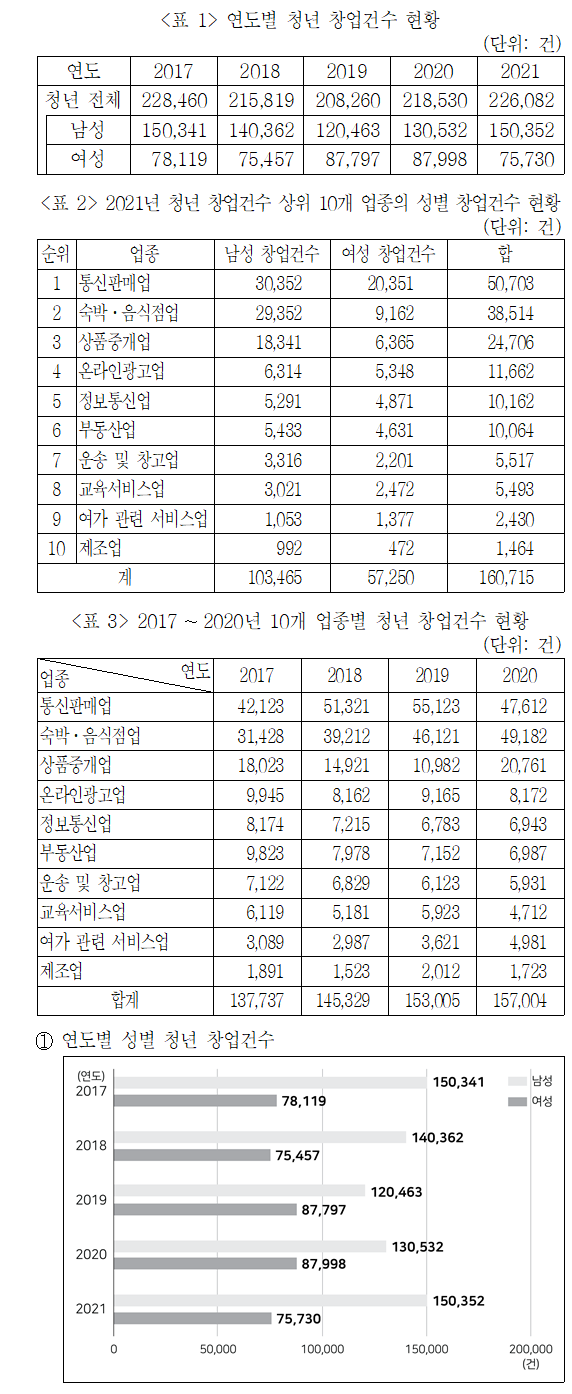 <표 1> 연도별 청년 창업건수 현황
(단위: 건)
연도 2017 2018 2019 2020 2021
청년 전체 228,460 215,819 208,260 218,530 226,082
남성 150,341 140,362 120,463 130,532 150,352
여성 78,119 75,457 87,797 87,998 75,730
<표 2> 2021년 청년 창업건수 상위 10개 업종의 성별 창업건수 현황
(단위: 건)
순위 업종 남성 창업건수 여성 창업건수 합
1 통신판매업 30,352 20,351 50,703
2 숙박·음식점업 29,352 9,162 38,514
3 상품중개업 18,341 6,365 24,706
4 온라인광고업 6,314 5,348 11,662
5 정보통신업 5,291 4,871 10,162
6 부동산업 5,433 4,631 10,064
7 운송 및 창고업 3,316 2,201 5,517
8 교육서비스업 3,021 2,472 5,493
9 여가 관련 서비스업 1,053 1,377 2,430
10 제조업 992 472 1,464
계 103,465 57,250 160,715
<표 3> 2017 ~ 2020년 10개 업종별 청년 창업건수 현황
(단위: 건)
업종 연도 2017 2018 2019 2020
통신판매업 42,123 51,321 55,123 47,612
숙박·음식점업 31,428 39,212 46,121 49,182
상품중개업 18,023 14,921 10,982 20,761
온라인광고업 9,945 8,162 9,165 8,172
정보통신업 8,174 7,215 6,783 6,943
부동산업 9,823 7,978 7,152 6,987
운송 및 창고업 7,122 6,829 6,123 5,931
교육서비스업 6,119 5,181 5,923 4,712
여가 관련 서비스업 3,089 2,987 3,621 4,981
제조업 1,891 1,523 2,012 1,723
합계 137,737 145,329 153,005 157,004
① 연도별 성별 청년 창업건수
(연도)
2017 150,341 남성
78,119 여성
2018 140,362
75,457
2019 120,463
87,797
2020 130,532
87,998
2021 150,352
75,730
0 50,000 100,000 150,000 200,000
(건)